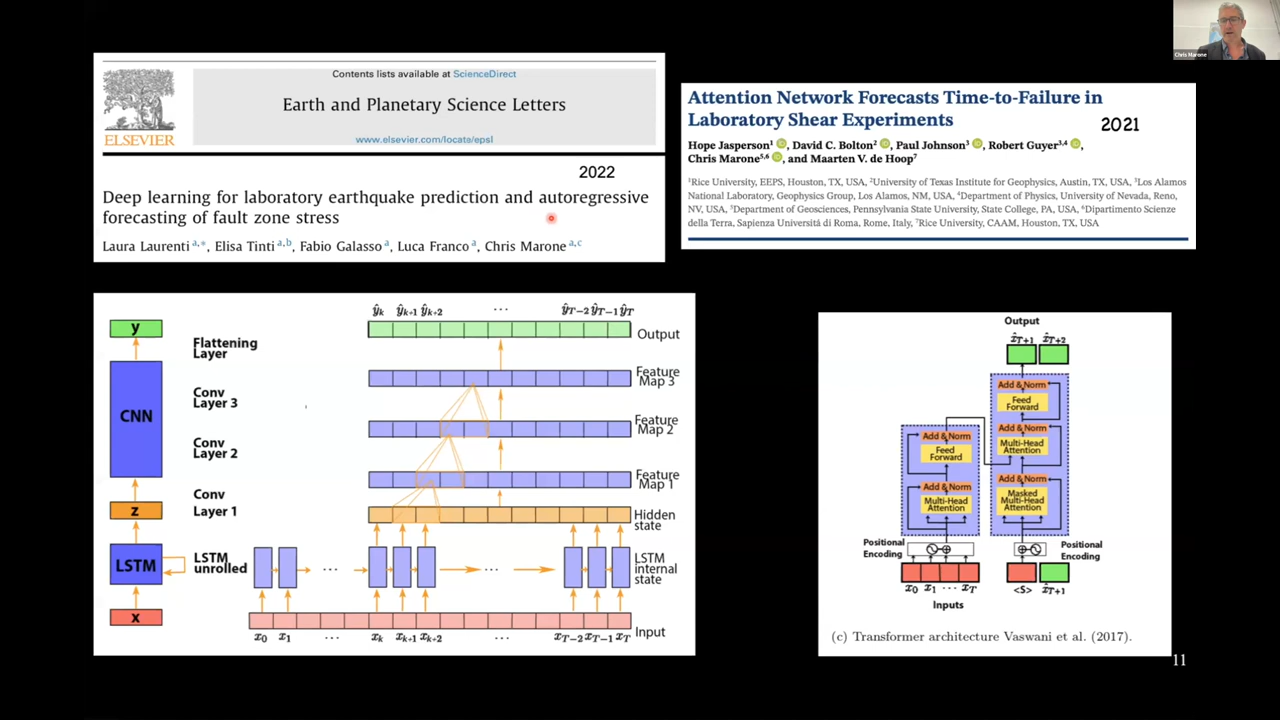 Chris Marone
Contents lists available at ScienceDirect
Earth and Planetary Science Letters
ELSEVIER
www.elsevier.com/locate/epsl
2022
Deep learning for laboratory earthquake prediction and autoregressive
forecasting of fault zone stress
Laura Laurenti a,*, Elisa Tinti a,b, Fabio Galasso a, Luca Franco a, Chris Marone a,c
Attention Network Forecasts Time-to-Failure in
Laboratory Shear Experiments
2021
Hope Jasperson¹, David C. Bolton², Paul Johnson³, Robert Guyer³,⁴,
Chris Marone⁵,⁶, and Maarten V. de Hoop⁷
¹Rice University, EEPS, Houston, TX, USA, ²University of Texas Institute for Geophysics, Austin, TX, USA, ³Los Alamos
National Laboratory, Geophysics Group, Los Alamos, NM, USA, ⁴Department of Physics, University of Nevada, Reno,
NV, USA, ⁵Department of Geosciences, Pennsylvania State University, State College, PA, USA, ⁶Dipartimento Scienze
della Terra, Sapienza Universitá di Roma, Rome, Italy, ⁷Rice University, CAAM, Houston, TX, USA
y
CNN
z
LSTM
x
Flattening
Layer
Conv
Layer 3
Conv
Layer 2
Conv
Layer 1
LSTM
unrolled
ŷk ŷk+1 ŷk+2 ... ŷT−2 ŷT−1 ŷT
Output
Feature
Map 3
Feature
Map 2
Feature
Map 1
Hidden
state
... ...
LSTM
internal
state
Input
x0 x1 ... xk xk+1 xk+2 ... xT−2 xT−1 xT
Output
x̂T+1 x̂T+2
Add & Norm
Feed
Forward
Add & Norm
Multi-Head
Attention
Add & Norm
Masked
Multi-Head
Attention
Add & Norm
Feed
Forward
Add & Norm
Multi-Head
Attention
Positional
Encoding
Positional
Encoding
x0 x1 ... xT
<S> x̂T+1
Inputs
(c) Transformer architecture Vaswani et al. (2017).
11